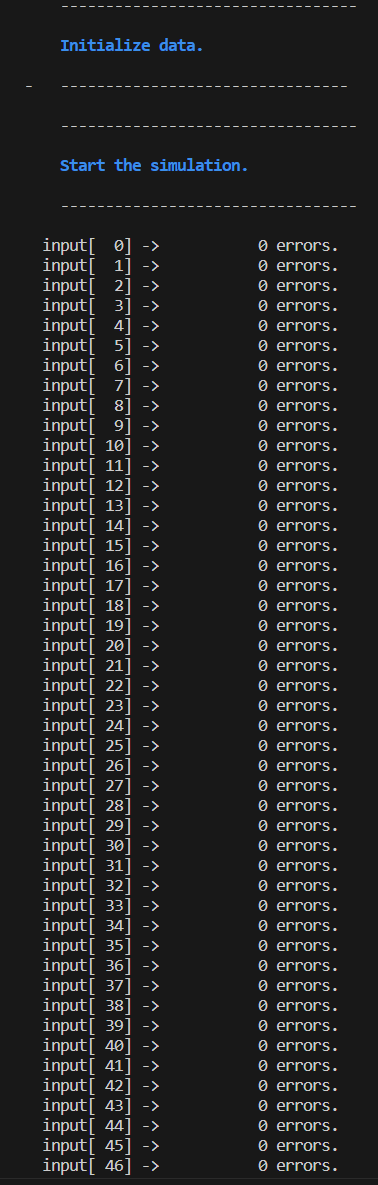 ---------------------------------
Initialize data.
-   --------------------------------
---------------------------------
Start the simulation.
---------------------------------
input[  0] ->           0 errors.
input[  1] ->           0 errors.
input[  2] ->           0 errors.
input[  3] ->           0 errors.
input[  4] ->           0 errors.
input[  5] ->           0 errors.
input[  6] ->           0 errors.
input[  7] ->           0 errors.
input[  8] ->           0 errors.
input[  9] ->           0 errors.
input[ 10] ->           0 errors.
input[ 11] ->           0 errors.
input[ 12] ->           0 errors.
input[ 13] ->           0 errors.
input[ 14] ->           0 errors.
input[ 15] ->           0 errors.
input[ 16] ->           0 errors.
input[ 17] ->           0 errors.
input[ 18] ->           0 errors.
input[ 19] ->           0 errors.
input[ 20] ->           0 errors.
input[ 21] ->           0 errors.
input[ 22] ->           0 errors.
input[ 23] ->           0 errors.
input[ 24] ->           0 errors.
input[ 25] ->           0 errors.
input[ 26] ->           0 errors.
input[ 27] ->           0 errors.
input[ 28] ->           0 errors.
input[ 29] ->           0 errors.
input[ 30] ->           0 errors.
input[ 31] ->           0 errors.
input[ 32] ->           0 errors.
input[ 33] ->           0 errors.
input[ 34] ->           0 errors.
input[ 35] ->           0 errors.
input[ 36] ->           0 errors.
input[ 37] ->           0 errors.
input[ 38] ->           0 errors.
input[ 39] ->           0 errors.
input[ 40] ->           0 errors.
input[ 41] ->           0 errors.
input[ 42] ->           0 errors.
input[ 43] ->           0 errors.
input[ 44] ->           0 errors.
input[ 45] ->           0 errors.
input[ 46] ->           0 errors.